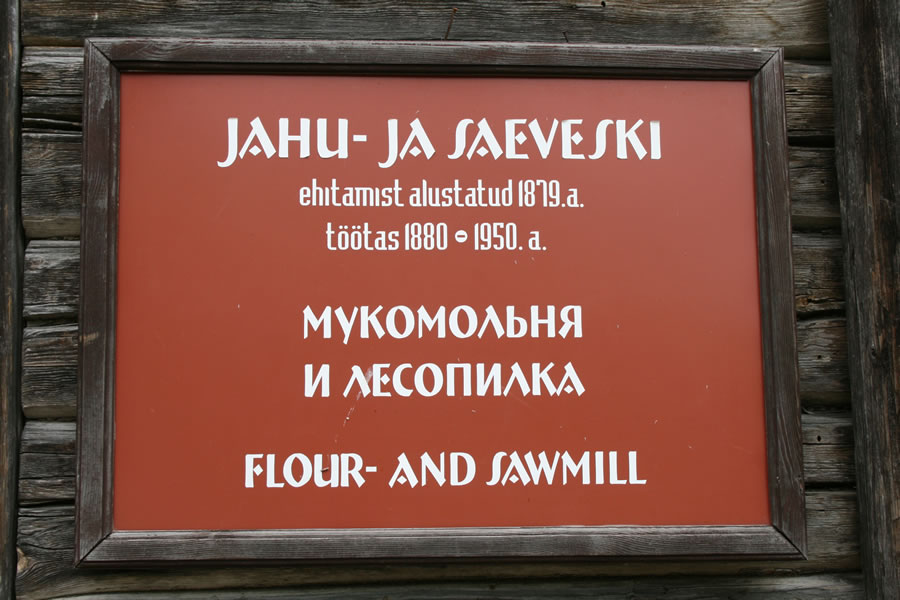 JAHU- JA SAEVESKI
ehitamist alustatud 1879.a.
töötas 1880 - 1950. a.
МУКОМОЛЬНЯ
И ЛЕСОПИЛКА
FLOUR- AND SAWMILL